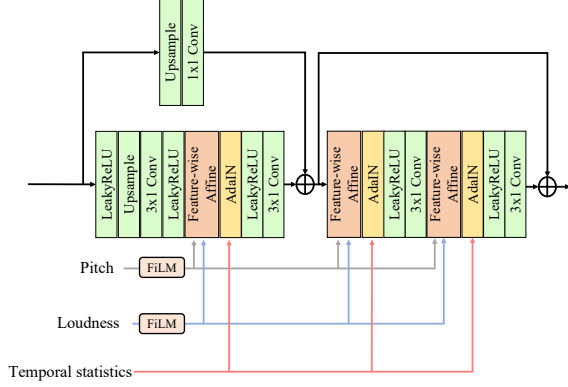 Upsample
1x1 Conv
LeakyReLU
Upsample
3x1 Conv
LeakyReLU
Feature-wise
Affine
AdaIN
LeakyReLU
3x1 Conv
Feature-wise
Affine
AdaIN
LeakyReLU
3x1 Conv
Feature-wise
Affine
AdaIN
LeakyReLU
3x1 Conv
Pitch
FiLM
Loudness
FiLM
Temporal statistics